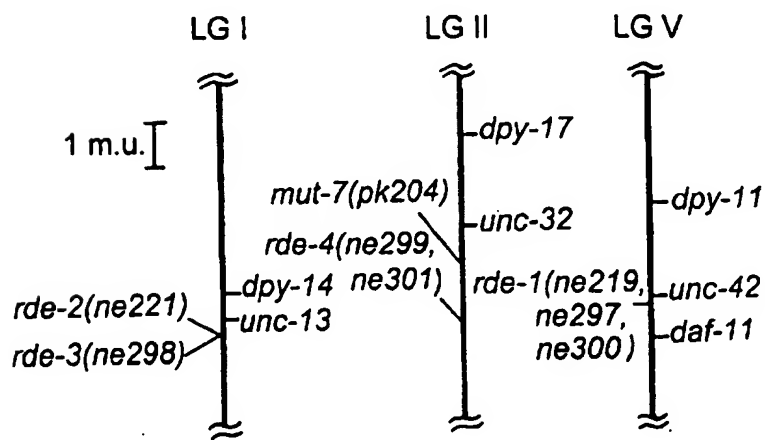 LG I
LG II
LG V
1 m.u.
dpy-17
mut-7(pk204)
unc-32
dpy-11
rde-4(ne299,
ne301)
rde-1(ne219,
ne297,
ne300)
dpy-14
unc-42
rde-2(ne221)
unc-13
rde-3(ne298)
daf-11